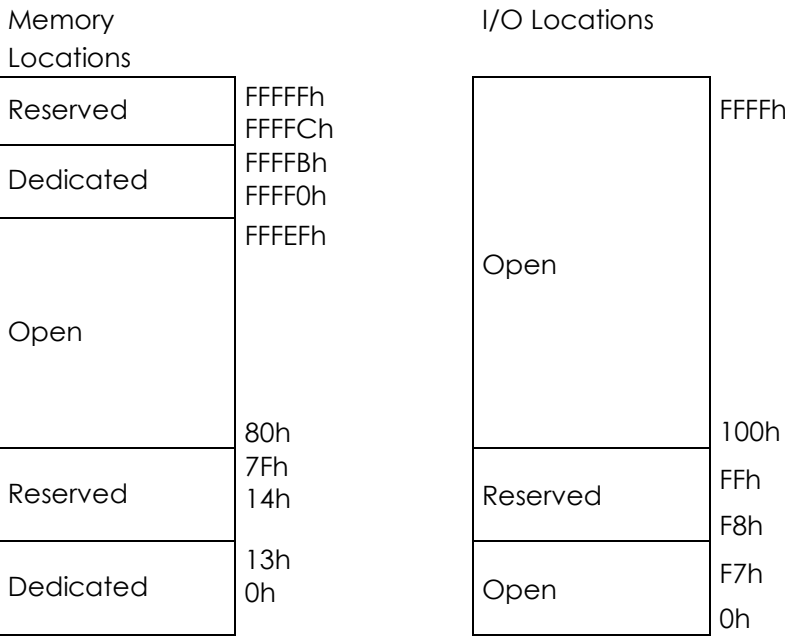 Memory
Locations
Reserved
FFFFFh
FFFFCh
Dedicated
FFFFBh
FFFF0h
FFFEFh
Open
80h
7Fh
Reserved
14h
13h
Dedicated
0h
I/O Locations
FFFFh
Open
100h
FFh
Reserved
F8h
F7h
Open
0h